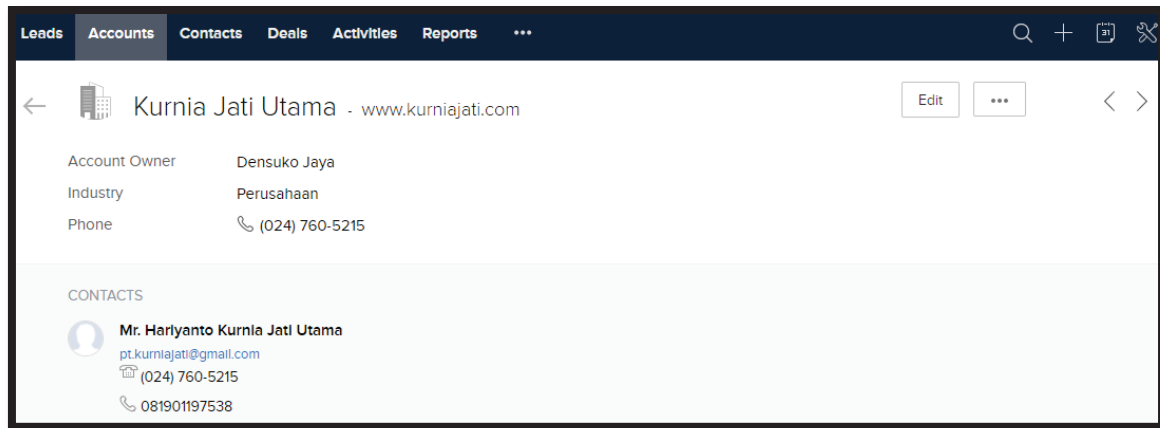 Leads Accounts Contacts Deals Activities Reports •••
31
Kurnia Jati Utama - www.kurniajati.com
Edit •••
Account Owner Densuko Jaya
Industry Perusahaan
Phone (024) 760-5215
CONTACTS
Mr. Hariyanto Kurnia Jati Utama
pt.kurniajati@gmail.com
(024) 760-5215
081901197538